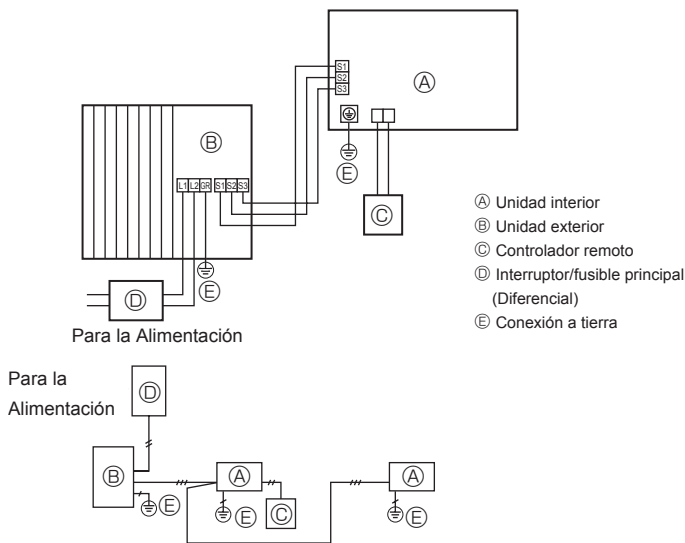 S1
S2
S3
Ⓐ
Ⓑ
L1 L2 GR S1 S2 S3
Ⓔ
Ⓒ
Ⓔ
Ⓓ
Para la Alimentación
Ⓐ Unidad interior
Ⓑ Unidad exterior
Ⓒ Controlador remoto
Ⓓ Interruptor/fusible principal
(Diferencial)
Ⓔ Conexión a tierra
Para la
Alimentación
Ⓓ
Ⓑ Ⓐ Ⓐ
Ⓔ Ⓔ Ⓒ Ⓔ